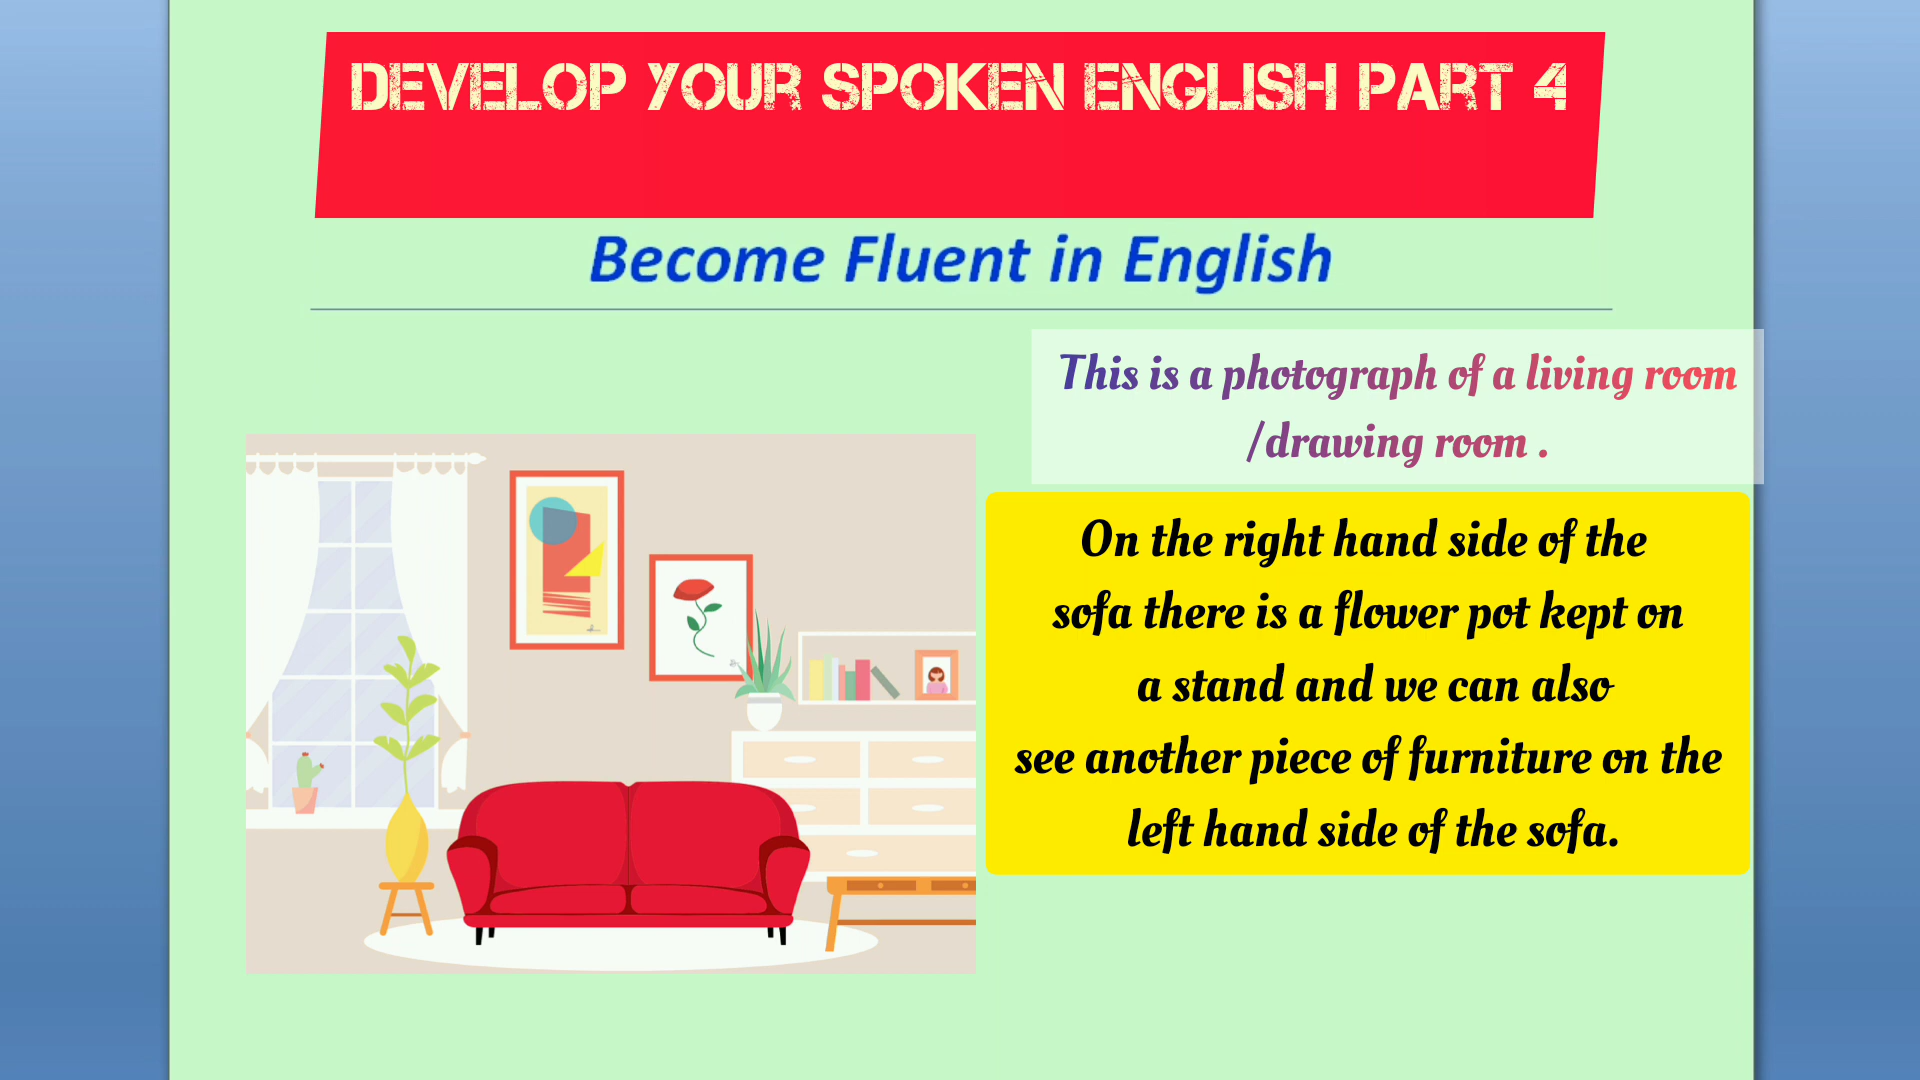 DEVELOP YOUR SPOKEN ENGLISH PART 4
Become Fluent in English
This is a photograph of a living room
/drawing room .
On the right hand side of the
sofa there is a flower pot kept on
a stand and we can also
see another piece of furniture on the
left hand side of the sofa.